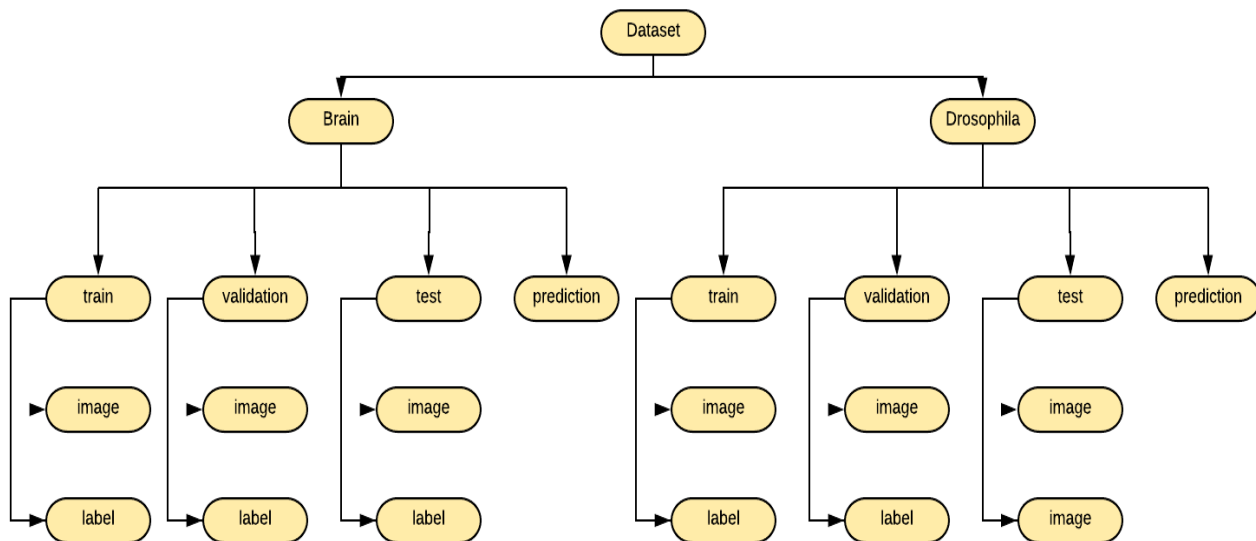 Dataset
Brain
Drosophila
train
validation
test
prediction
train
validation
test
prediction
image
image
image
image
image
image
label
label
label
label
label
image